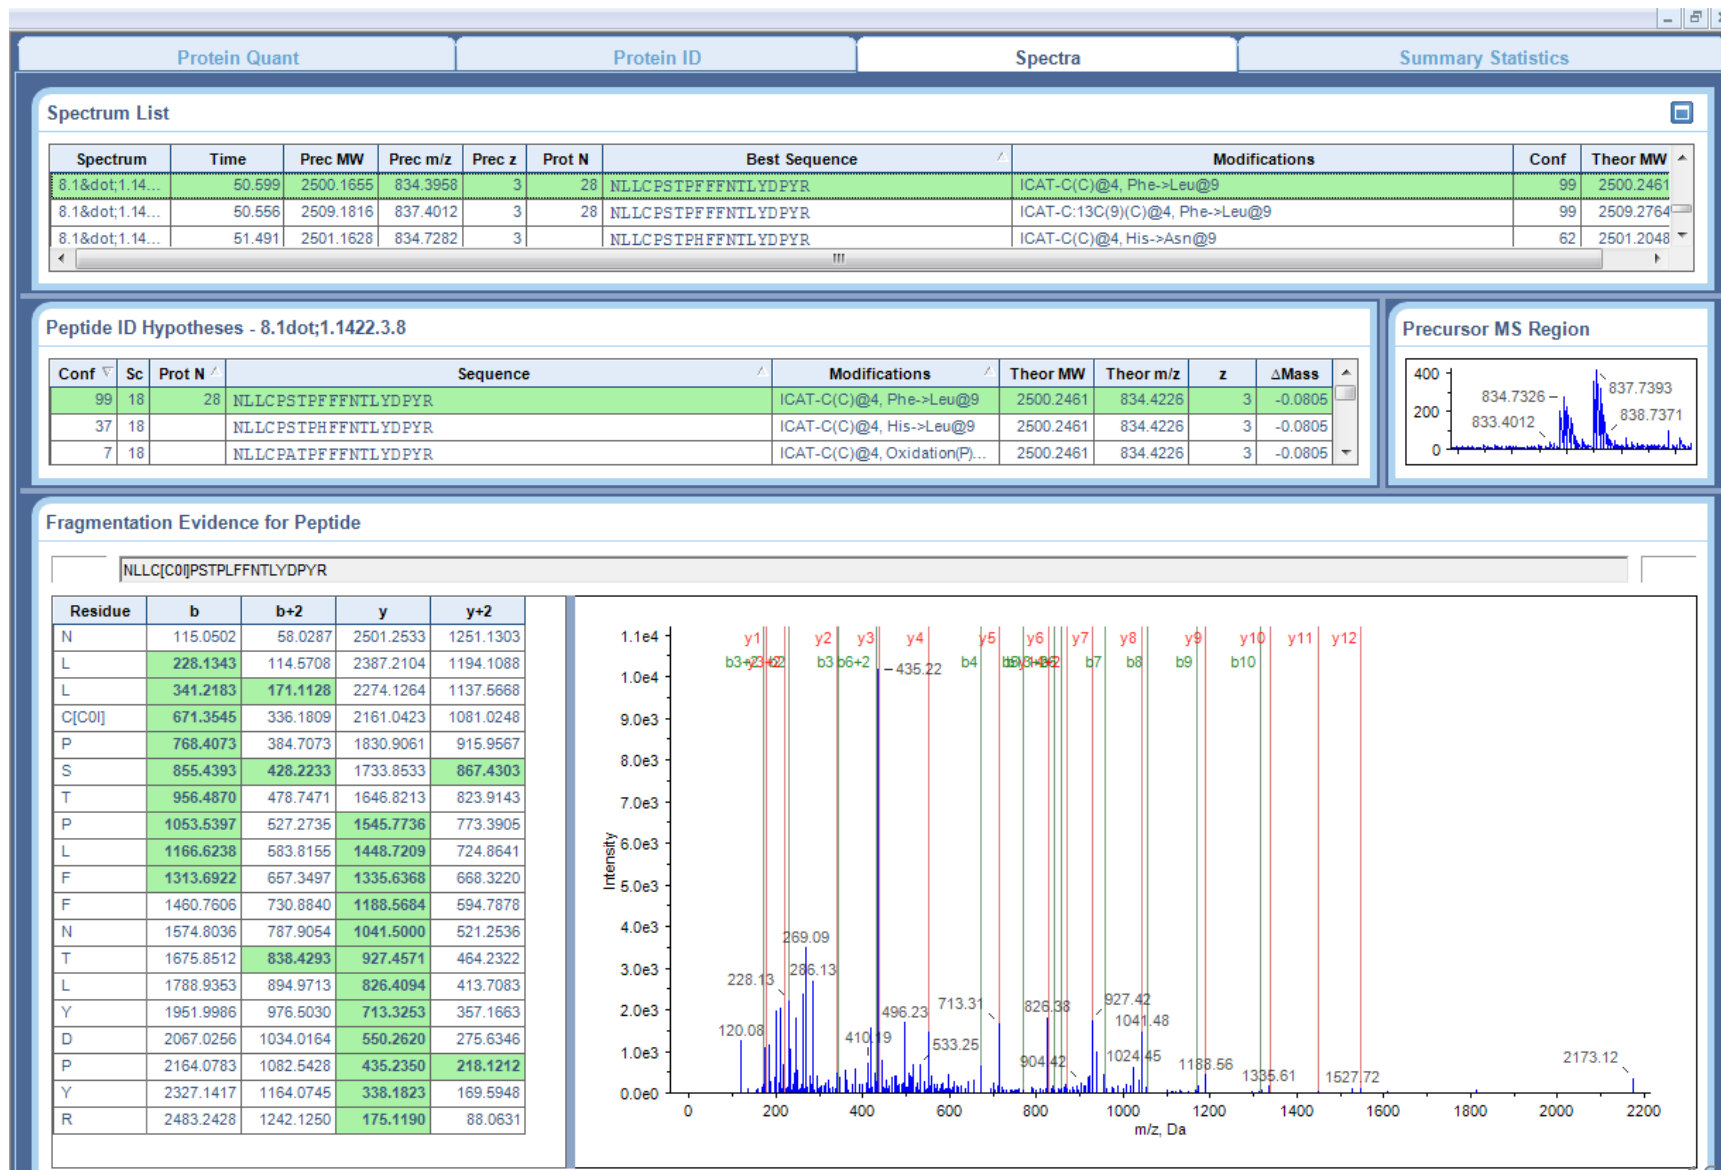 Protein Quant Protein ID Spectra Summary Statistics
Spectrum List
Spectrum Time Prec MW Prec m/z Prec z Prot N Best Sequence Modifications Conf Theor MW
8.1&dot;1.14... 50.599 2500.1655 834.3958 3 28 NLLCPSTPFFFNTLYDPYR ICAT-C(C)@4, Phe->Leu@9 99 2500.2461
8.1&dot;1.14... 50.556 2509.1816 837.4012 3 28 NLLCPSTPFFFNTLYDPYR ICAT-C:13C(9)(C)@4, Phe->Leu@9 99 2509.2764
8.1&dot;1.14... 51.491 2501.1628 834.7282 3 NLLCPSTPHFFNTLYDPYR ICAT-C(C)@4, His->Asn@9 62 2501.2048
Peptide ID Hypotheses - 8.1dot;1.1422.3.8
Conf Sc Prot N Sequence Modifications Theor MW Theor m/z z ΔMass
99 18 28 NLLCPSTPFFFNTLYDPYR ICAT-C(C)@4, Phe->Leu@9 2500.2461 834.4226 3 -0.0805
37 18 NLLCPSTPHFFNTLYDPYR ICAT-C(C)@4, His->Leu@9 2500.2461 834.4226 3 -0.0805
7 18 NLLCPATPFFFNTLYDPYR ICAT-C(C)@4, Oxidation(P)... 2500.2461 834.4226 3 -0.0805
Precursor MS Region
400
200
0
834.7326
833.4012
837.7393
838.7371
Fragmentation Evidence for Peptide
NLLC[C0I]PSTPLFFNTLYDPYR
Residue b b+2 y y+2
N 115.0502 58.0287 2501.2533 1251.1303
L 228.1343 114.5708 2387.2104 1194.1088
L 341.2183 171.1128 2274.1264 1137.5668
C[C0I] 671.3545 336.1809 2161.0423 1081.0248
P 768.4073 384.7073 1830.9061 915.9567
S 855.4393 428.2233 1733.8533 867.4303
T 956.4870 478.7471 1646.8213 823.9143
P 1053.5397 527.2735 1545.7736 773.3905
L 1166.6238 583.8155 1448.7209 724.8641
F 1313.6922 657.3497 1335.6368 668.3220
F 1460.7606 730.8840 1188.5684 594.7878
N 1574.8036 787.9054 1041.5000 521.2536
T 1675.8512 838.4293 927.4571 464.2322
L 1788.9353 894.9713 826.4094 413.7083
Y 1951.9986 976.5030 713.3253 357.1663
D 2067.0256 1034.0164 550.2620 275.6346
P 2164.0783 1082.5428 435.2350 218.1212
Y 2327.1417 1164.0745 338.1823 169.5948
R 2483.2428 1242.1250 175.1190 88.0631
y1 y2 y3 y4 y5 y6 y7 y8 y9 y10 y11 y12
b3 b6+2 b4 b7 b8 b9 b10
1.1e4
1.0e4
9.0e3
8.0e3
7.0e3
6.0e3
5.0e3
4.0e3
3.0e3
2.0e3
1.0e3
0.0e0
Intensity
435.22
269.09
228.13
286.13
120.08
410.19
496.23
533.25
713.31
826.38
904.42
927.42
1041.48
1024.45
1188.56
1335.61
1527.72
2173.12
0 200 400 600 800 1000 1200 1400 1600 1800 2000 2200
m/z, Da